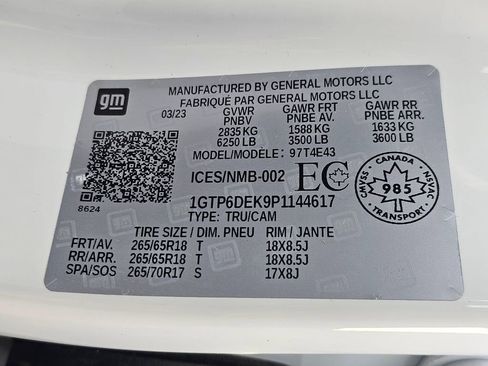 MANUFACTURED BY GENERAL MOTORS LLC
FABRIQUÉ PAR GENERAL MOTORS LLC
gm
03/23 GVWR GAWR FRT GAWR RR
PNBV PNBE AV. PNBE ARR.
2835 KG 1588 KG 1633 KG
6250 LB 3500 LB 3600 LB
MODEL/MODÈLE: 97T4E43
ICES/NMB-002 EC
CANADA
CMVSS 985 NSVAC
TRANSPORT
8624
1GTP6DEK9P1144617
TYPE: TRU/CAM
TIRE SIZE / DIM. PNEU RIM / JANTE
FRT/AV. 265/65R18 T 18X8.5J
RR/ARR. 265/65R18 T 18X8.5J
SPA/SOS 265/70R17 S 17X8J